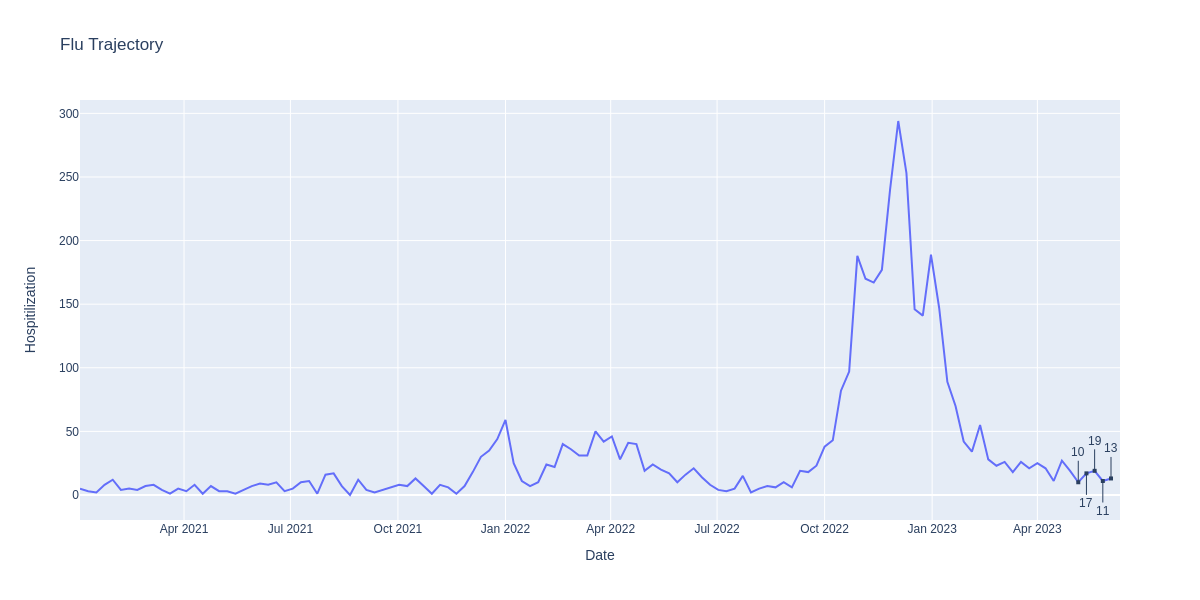 Flu Trajectory
300
250
200
150
100
50
0
Hospitilization
10
19
13
17
11
Apr 2021
Jul 2021
Oct 2021
Jan 2022
Apr 2022
Jul 2022
Oct 2022
Jan 2023
Apr 2023
Date